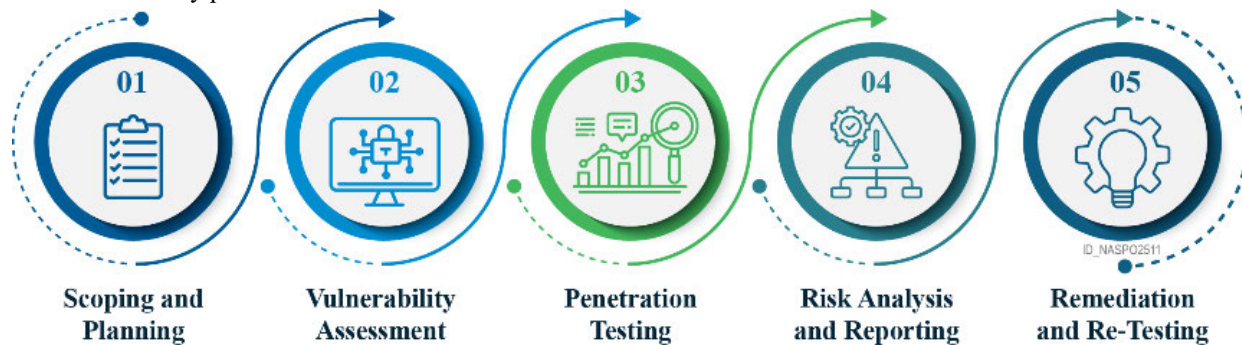 01
02
03
04
05
ID_NASPO2511
Scoping and
Planning
Vulnerability
Assessment
Penetration
Testing
Risk Analysis
and Reporting
Remediation
and Re-Testing